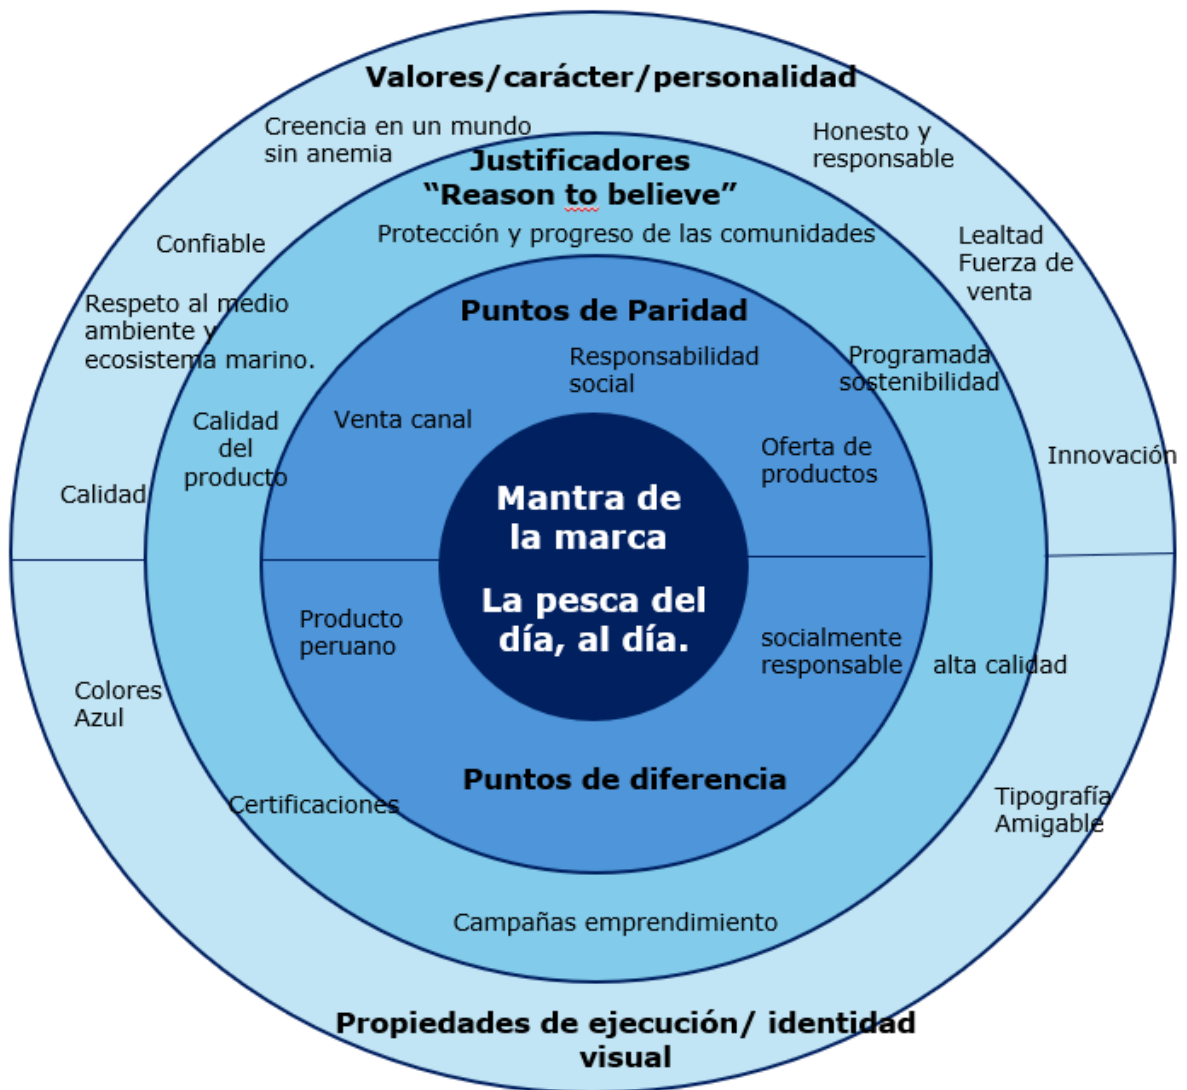 Valores/carácter/personalidad
Creencia en un mundo
sin anemia
Honesto y
responsable
Justificadores
“Reason to believe”
Protección y progreso de las comunidades
Confiable
Lealtad
Fuerza de
venta
Respeto al medio
ambiente y
ecosistema marino.
Puntos de Paridad
Responsabilidad
social
Programada
sostenibilidad
Venta canal
Calidad
del
producto
Oferta de
productos
Innovación
Calidad
Mantra de
la marca
La pesca del
día, al día.
Producto
peruano
socialmente
responsable
alta calidad
Colores
Azul
Puntos de diferencia
Certificaciones
Tipografía
Amigable
Campañas emprendimiento
Propiedades de ejecución/ identidad
visual